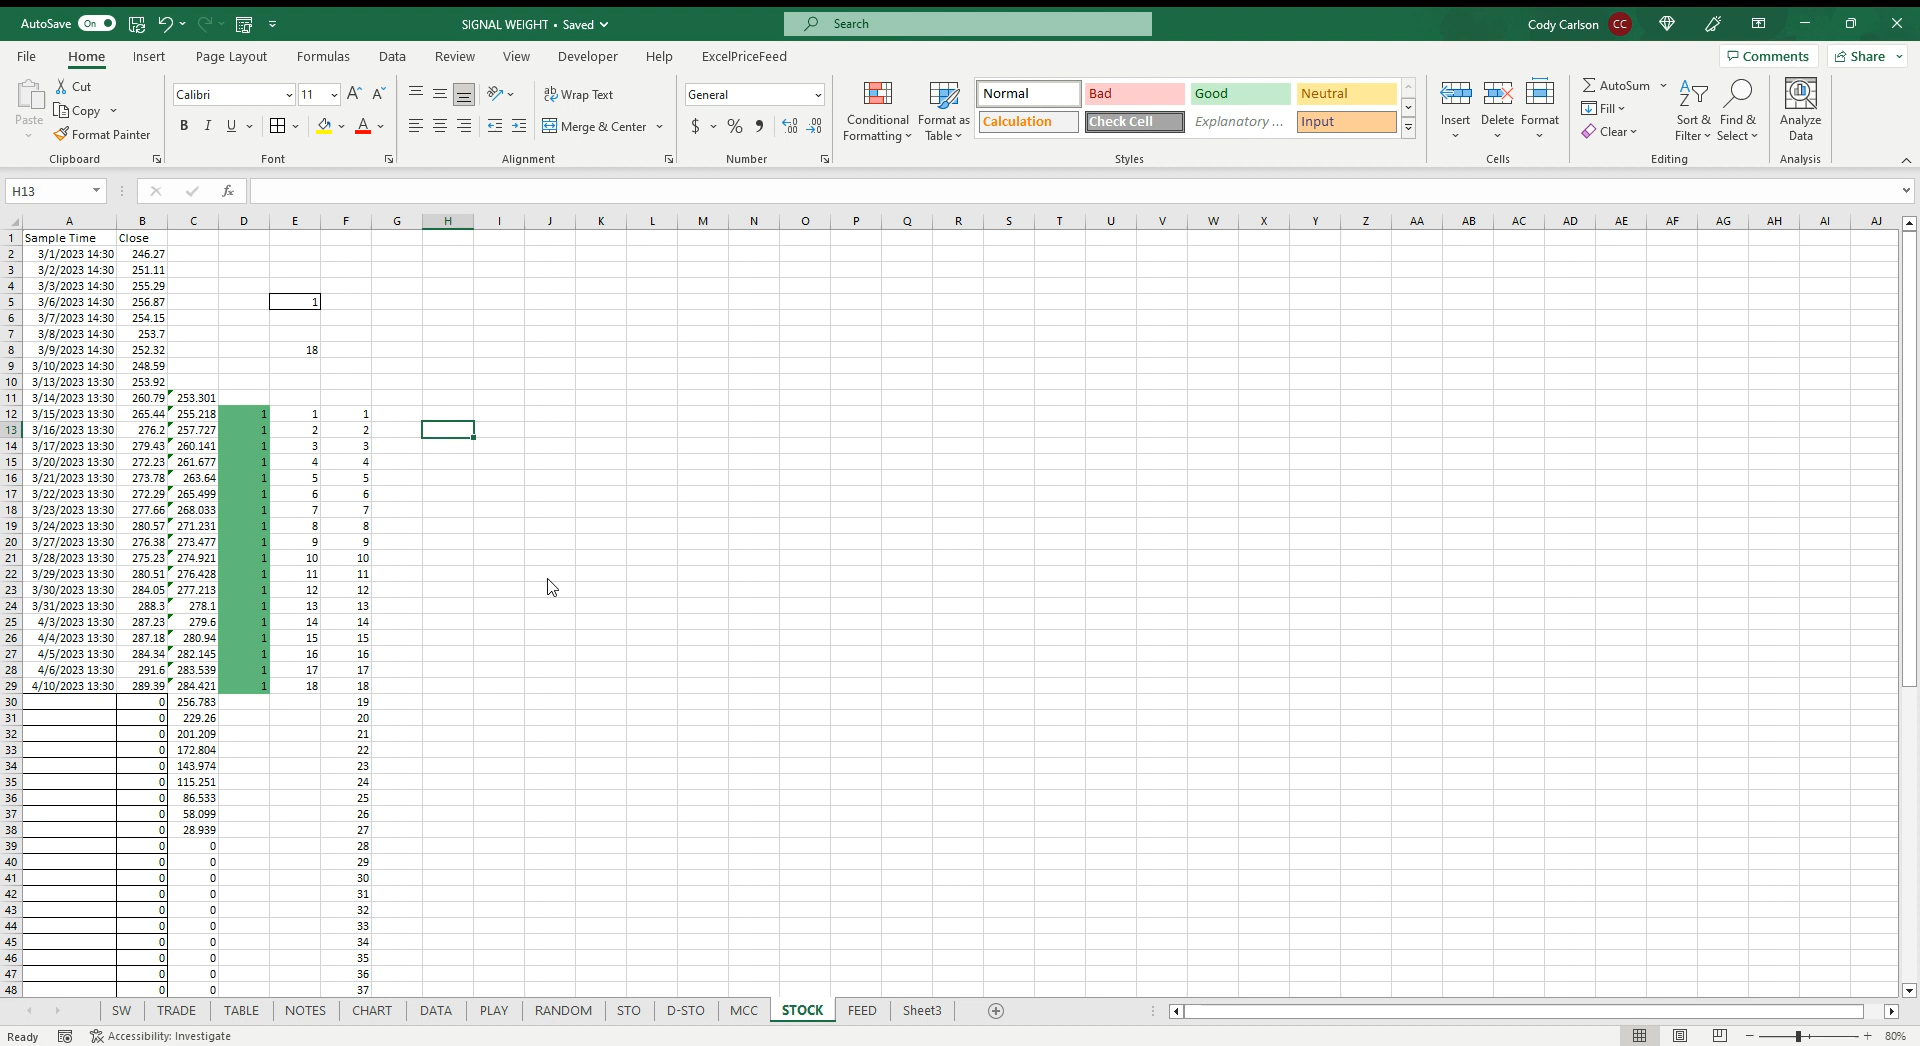 AutoSave On SIGNAL WEIGHT • Saved Search Cody Carlson CC
File Home Insert Page Layout Formulas Data Review View Developer Help ExcelPriceFeed Comments Share
Paste Cut Copy Format Painter Clipboard
Calibri 11 B I U A Font
Wrap Text Merge & Center Alignment
General $ % Number
Conditional Formatting Format as Table
Normal Bad Good Neutral
Calculation Check Cell Explanatory ... Input
Styles
Insert Delete Format Cells
AutoSum Fill Clear Sort & Filter Find & Select Editing
Analyze Data Analysis
H13 fx
A B C D E F G H I J K L M N O P Q R S T U V W X Y Z AA AB AC AD AE AF AG AH AI AJ
1 Sample Time Close
2 3/1/2023 14:30 246.27
3 3/2/2023 14:30 251.11
4 3/3/2023 14:30 255.29
5 3/6/2023 14:30 256.87 1
6 3/7/2023 14:30 254.15
7 3/8/2023 14:30 253.7
8 3/9/2023 14:30 252.32 18
9 3/10/2023 14:30 248.59
10 3/13/2023 13:30 253.92
11 3/14/2023 13:30 260.79 253.301
12 3/15/2023 13:30 265.44 255.218 1 1 1
13 3/16/2023 13:30 276.2 257.727 1 2 2
14 3/17/2023 13:30 279.43 260.141 1 3 3
15 3/20/2023 13:30 272.23 261.677 1 4 4
16 3/21/2023 13:30 273.78 263.64 1 5 5
17 3/22/2023 13:30 272.29 265.499 1 6 6
18 3/23/2023 13:30 277.66 268.033 1 7 7
19 3/24/2023 13:30 280.57 271.231 1 8 8
20 3/27/2023 13:30 276.38 273.477 1 9 9
21 3/28/2023 13:30 275.23 274.921 1 10 10
22 3/29/2023 13:30 280.51 276.428 1 11 11
23 3/30/2023 13:30 284.05 277.213 1 12 12
24 3/31/2023 13:30 288.3 278.1 1 13 13
25 4/3/2023 13:30 287.23 279.6 1 14 14
26 4/4/2023 13:30 287.18 280.94 1 15 15
27 4/5/2023 13:30 284.34 282.145 1 16 16
28 4/6/2023 13:30 291.6 283.539 1 17 17
29 4/10/2023 13:30 289.39 284.421 1 18 18
30 0 256.783 19
31 0 229.26 20
32 0 201.209 21
33 0 172.804 22
34 0 143.974 23
35 0 115.251 24
36 0 86.533 25
37 0 58.099 26
38 0 28.939 27
39 0 0 28
40 0 0 29
41 0 0 30
42 0 0 31
43 0 0 32
44 0 0 33
45 0 0 34
46 0 0 35
47 0 0 36
48 0 0 37
SW TRADE TABLE NOTES CHART DATA PLAY RANDOM STO D-STO MCC STOCK FEED Sheet3
Ready Accessibility: Investigate 80%